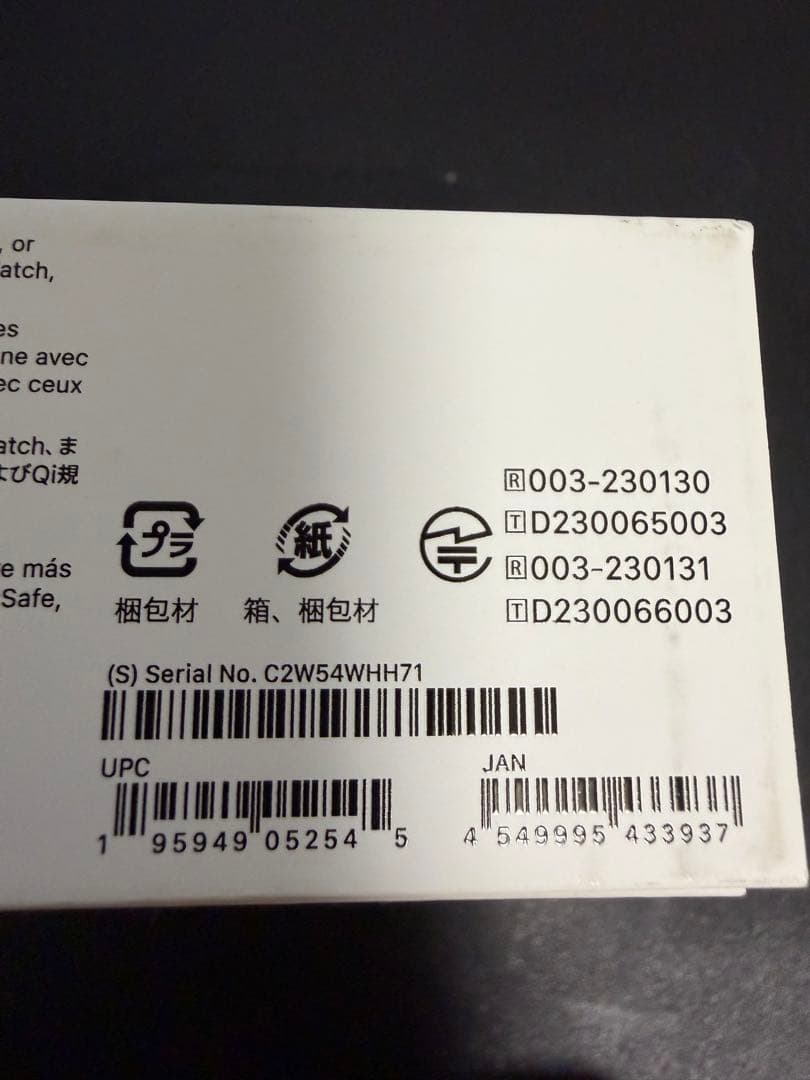 , or
atch,
es
ne avec
ec ceux
atch、ま
よびQi規
e más
Safe,
プラ
梱包材
紙
箱、梱包材
R003-230130
TD230065003
R003-230131
TD230066003
(S) Serial No. C2W54WHH71
UPC
1 95949 05254 5
JAN
4 549995 433937